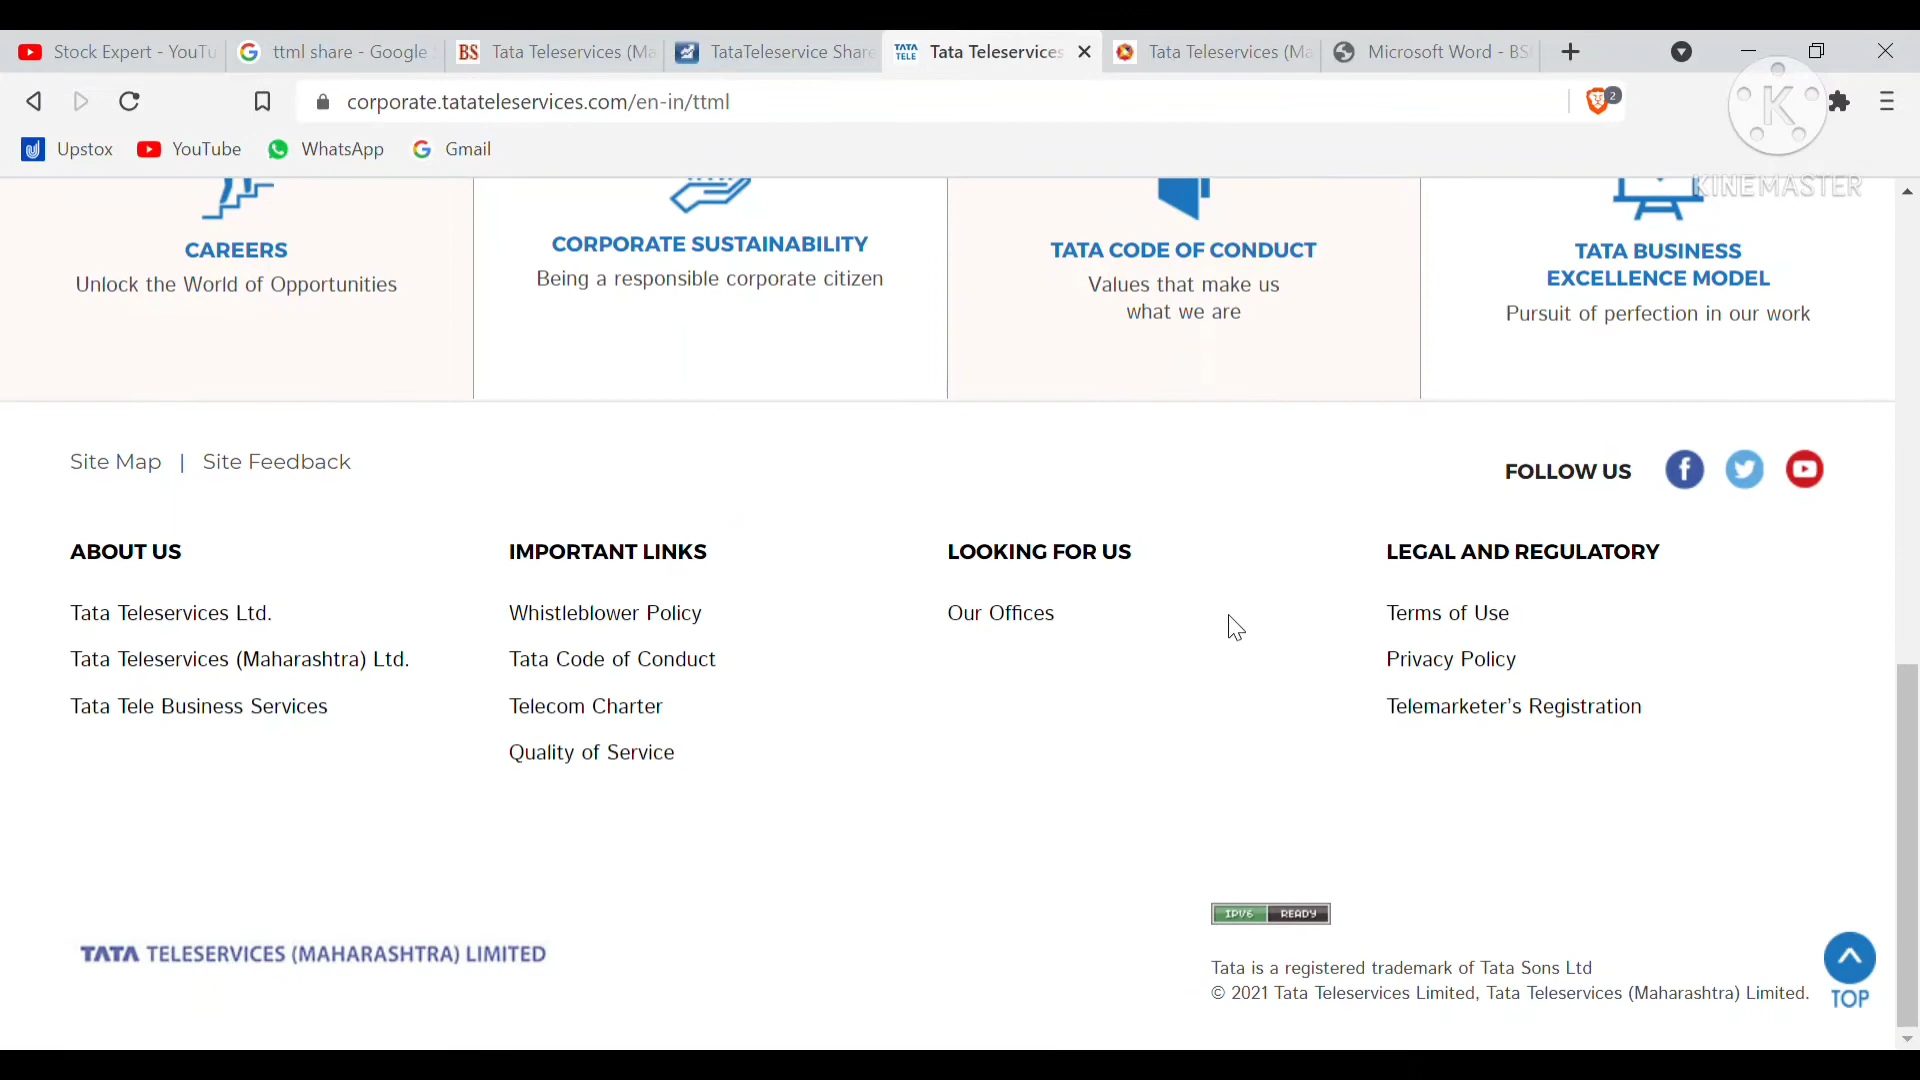 Stock Expert - YouTu
ttml share - Google
BS Tata Teleservices (Ma
TataTeleservice Share
TATA TELE Tata Teleservices
Tata Teleservices (Ma
Microsoft Word - BS
corporate.tatateleservices.com/en-in/ttml
2
K
Upstox
YouTube
WhatsApp
Gmail
KINEMASTER
CAREERS
Unlock the World of Opportunities
CORPORATE SUSTAINABILITY
Being a responsible corporate citizen
TATA CODE OF CONDUCT
Values that make us
what we are
TATA BUSINESS
EXCELLENCE MODEL
Pursuit of perfection in our work
Site Map | Site Feedback
FOLLOW US
ABOUT US
Tata Teleservices Ltd.
Tata Teleservices (Maharashtra) Ltd.
Tata Tele Business Services
IMPORTANT LINKS
Whistleblower Policy
Tata Code of Conduct
Telecom Charter
Quality of Service
LOOKING FOR US
Our Offices
LEGAL AND REGULATORY
Terms of Use
Privacy Policy
Telemarketer’s Registration
TATA TELESERVICES (MAHARASHTRA) LIMITED
IPV6 READY
Tata is a registered trademark of Tata Sons Ltd
© 2021 Tata Teleservices Limited, Tata Teleservices (Maharashtra) Limited.
TOP